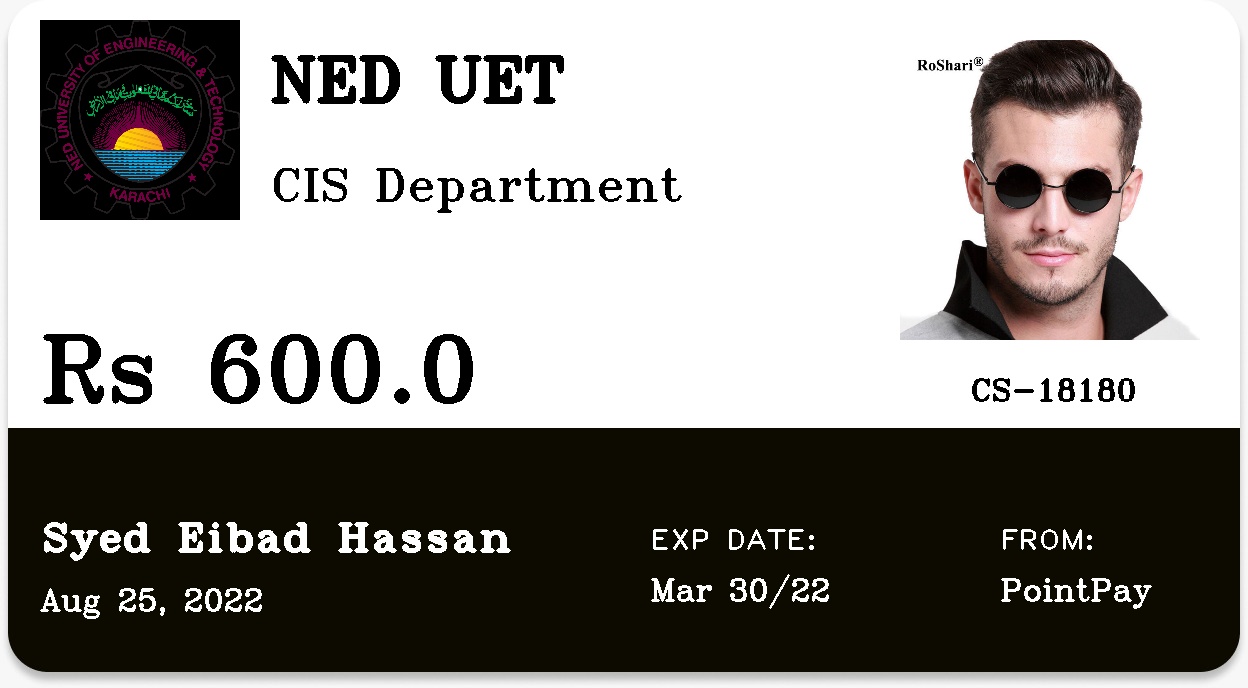 NED UNIVERSITY OF ENGINEERING & TECHNOLOGY
KARACHI
NED UET
CIS Department
RoShari®
Rs 600.0
CS-18180
Syed Eibad Hassan
Aug 25, 2022
EXP DATE:
Mar 30/22
FROM:
PointPay